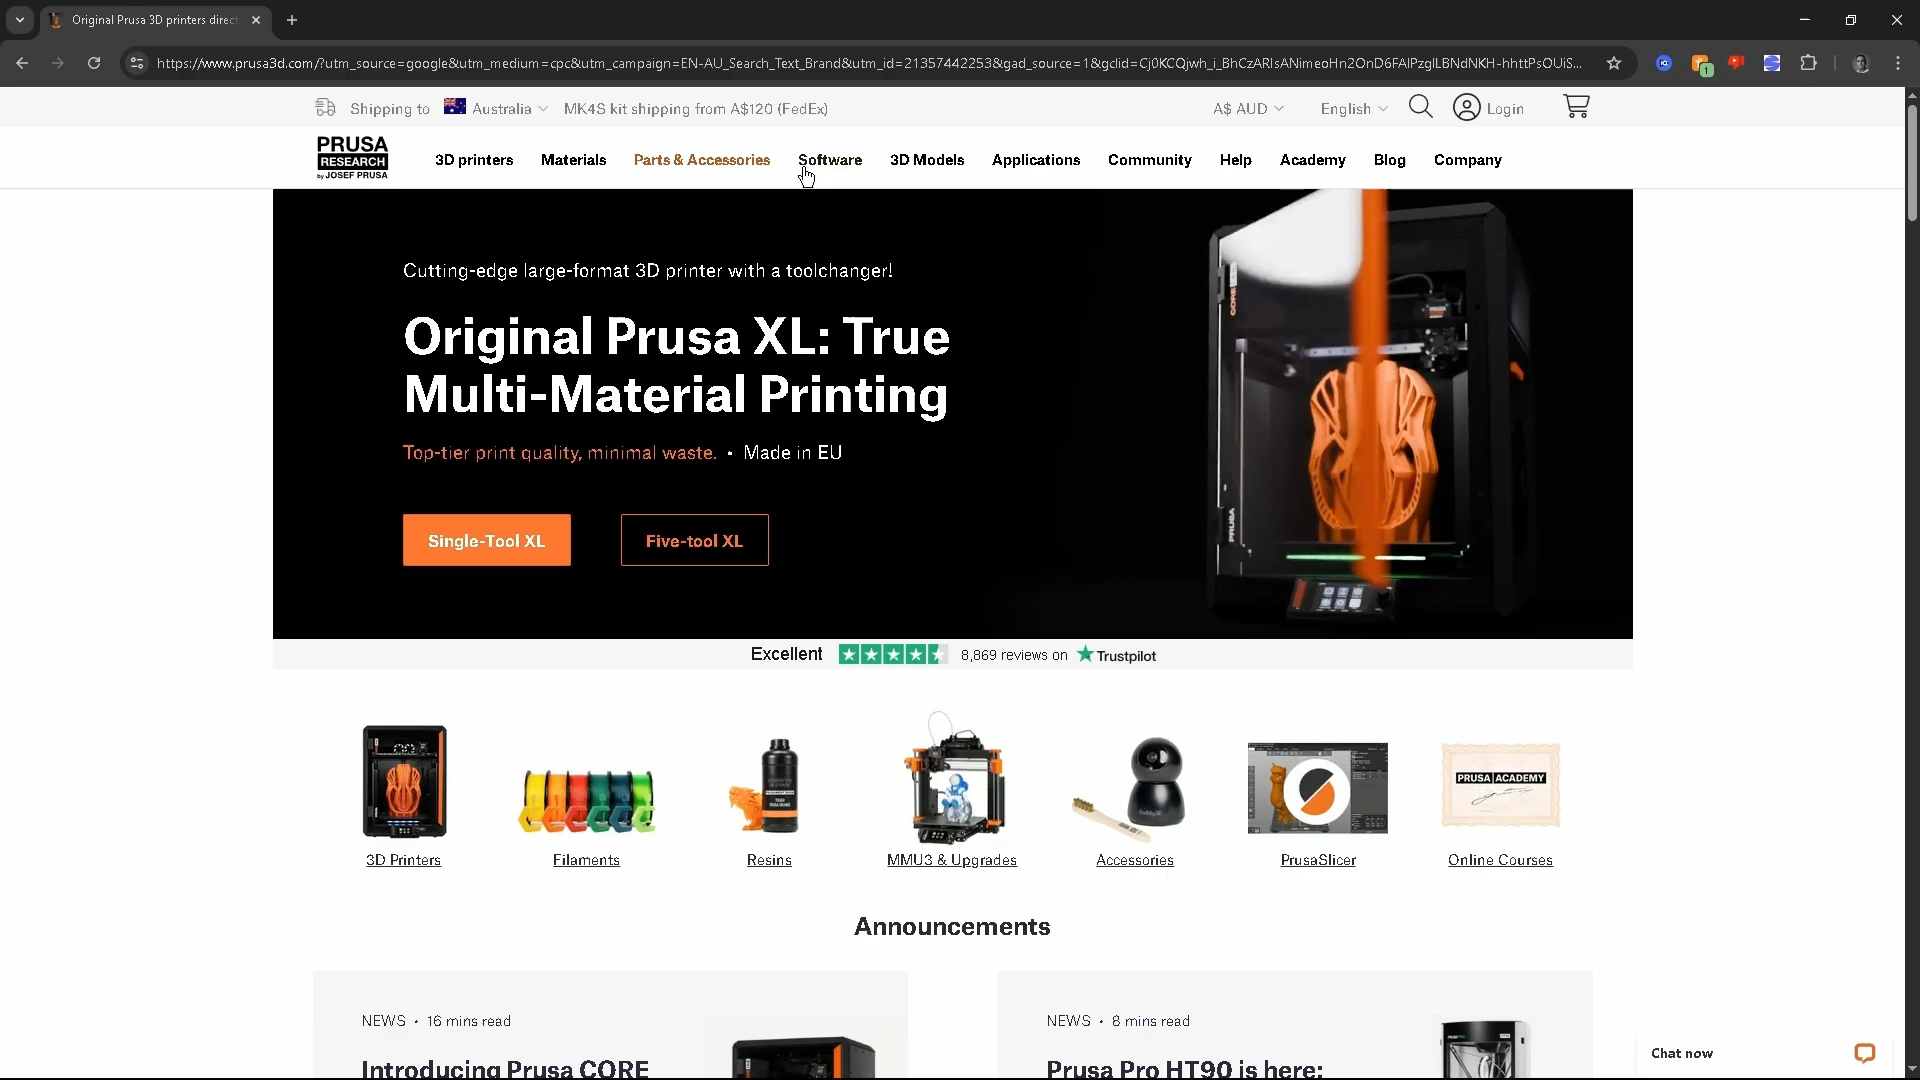 Original Prusa 3D printers direct
https://www.prusa3d.com/?utm_source=google&utm_medium=cpc&utm_campaign=EN-AU_Search_Text_Brand&utm_id=21357442253&gad_source=1&gclid=Cj0KCQjwh_i_BhCzARIsANimeoHn2OnD6FAlPzglLBNdNKH-hhttPsOUiS...
1
Shipping to Australia MK4S kit shipping from A$120 (FedEx) A$ AUD English Login
PRUSA
RESEARCH
by JOSEF PRUSA
3D printers Materials Parts & Accessories Software 3D Models Applications Community Help Academy Blog Company
Cutting-edge large-format 3D printer with a toolchanger!
Original Prusa XL: True
Multi-Material Printing
Top-tier print quality, minimal waste. • Made in EU
Single-Tool XL Five-tool XL
PRUSA
Excellent 8,869 reviews on Trustpilot
PRUSA ACADEMY
3D Printers Filaments Resins MMU3 & Upgrades Accessories PrusaSlicer Online Courses
Announcements
NEWS • 16 mins read
Introducing Prusa CORE
NEWS • 8 mins read
Prusa Pro HT90 is here:
Chat now